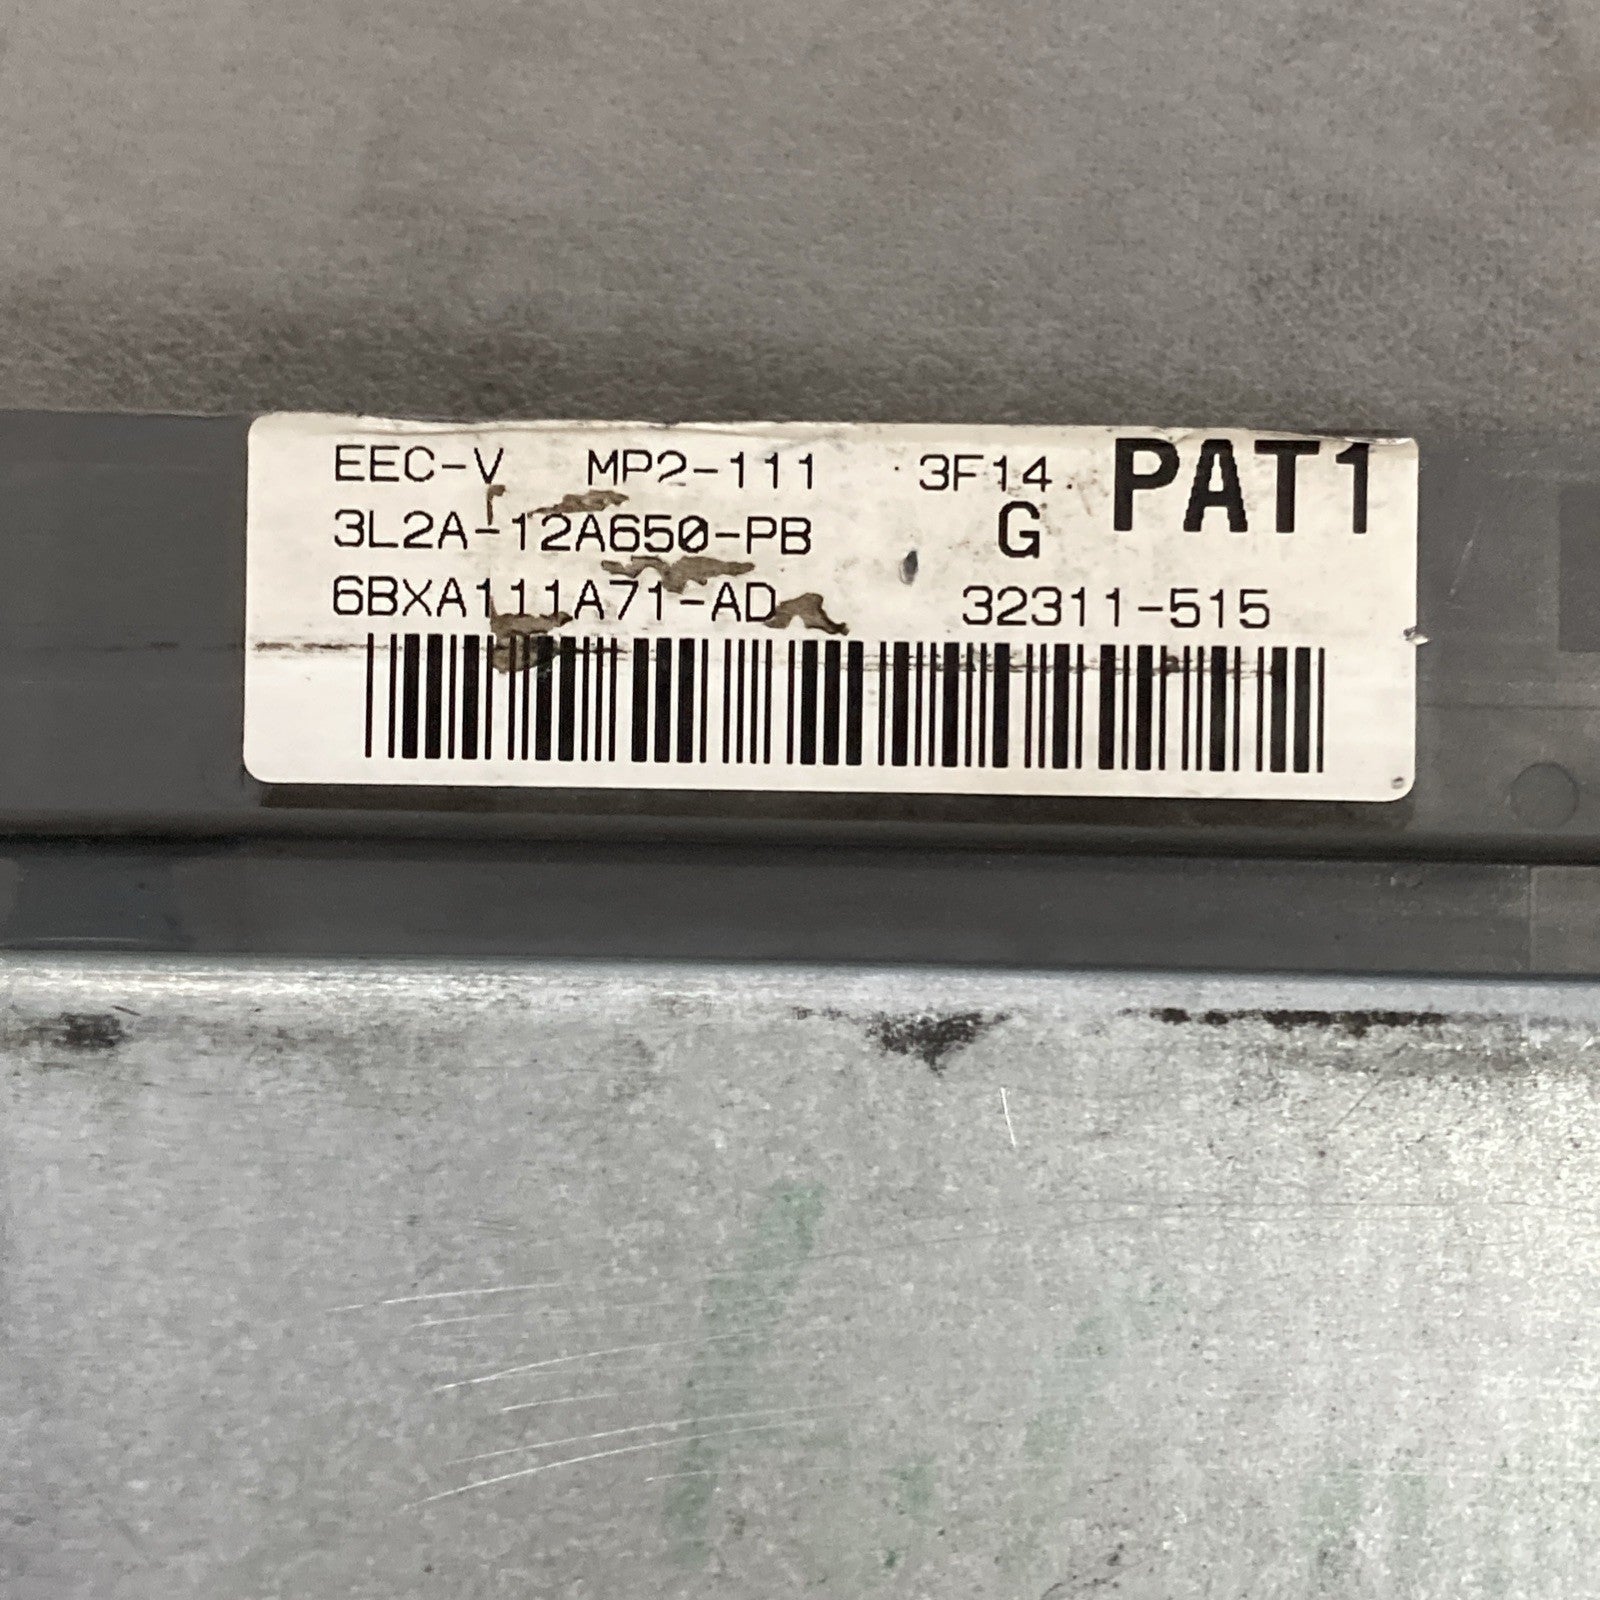 EEC-V MP2-111 3F14 PAT1
3L2A-12A650-PB G
6BXA111A71-AD 32311-515